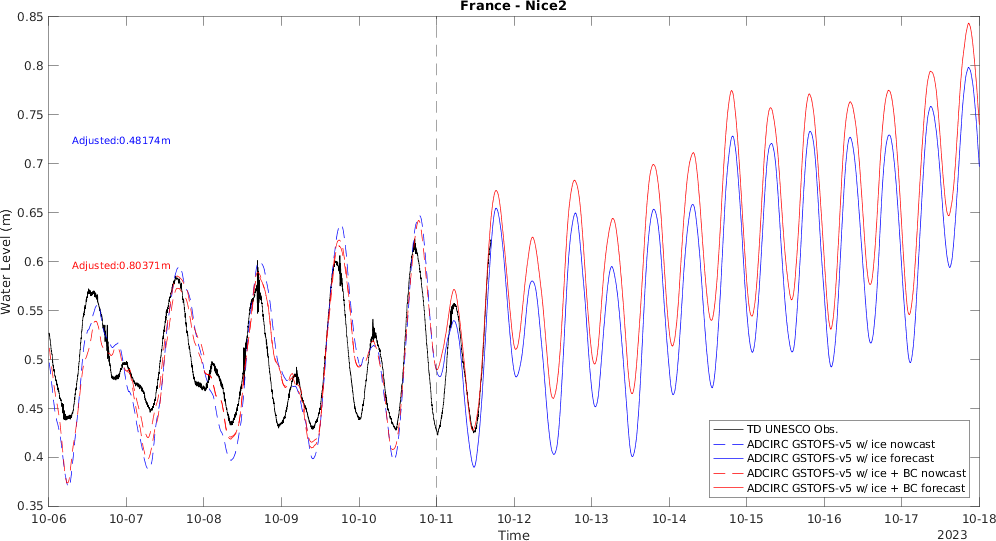 France - Nice2
0.85
0.8
0.75
0.7
0.65
0.6
0.55
0.5
0.45
0.4
0.35
Water Level (m)
Adjusted:0.48174m
Adjusted:0.80371m
TD UNESCO Obs.
ADCIRC GSTOFS-v5 w/ ice nowcast
ADCIRC GSTOFS-v5 w/ ice forecast
ADCIRC GSTOFS-v5 w/ ice + BC nowcast
ADCIRC GSTOFS-v5 w/ ice + BC forecast
10-06 10-07 10-08 10-09 10-10 10-11 10-12 10-13 10-14 10-15 10-16 10-17 10-18
Time
2023